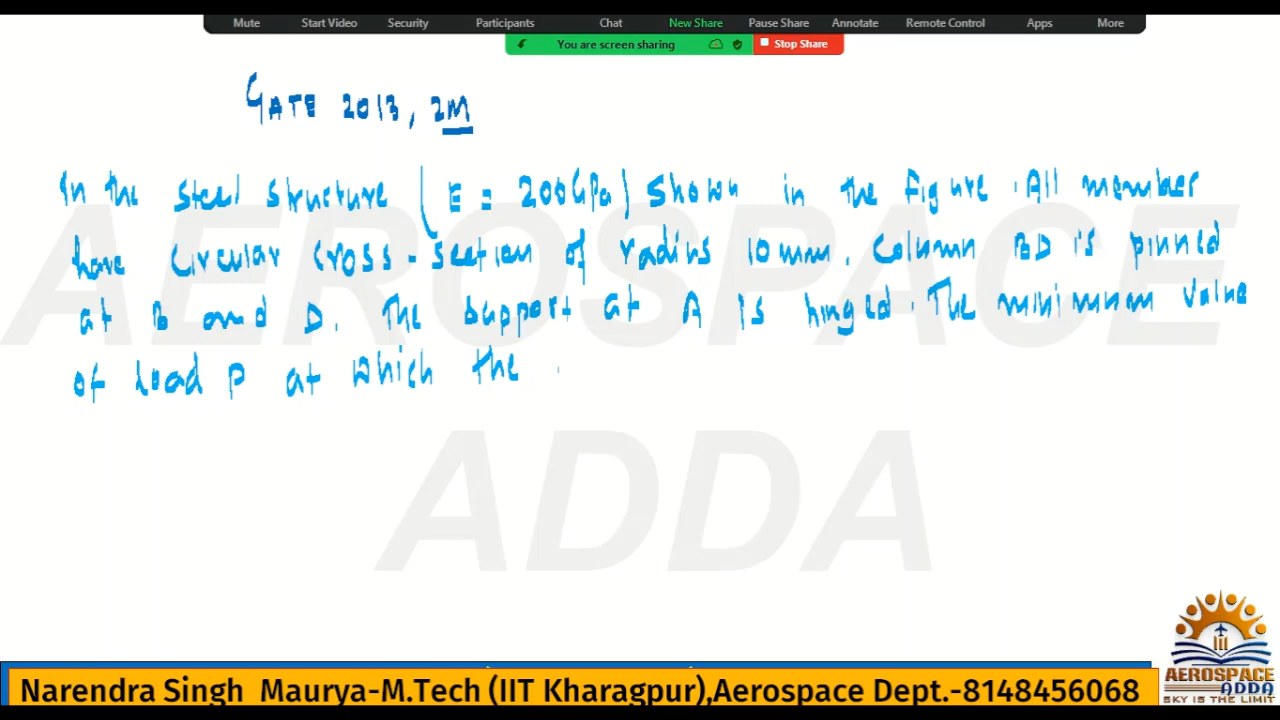 Mute Start Video Security Participants Chat New Share Pause Share Annotate Remote Control Apps More
You are screen sharing Stop Share
GATE 2013, 2M
In the steel structure (E = 200GPa) shown in the figure. All member
have circular cross-section of radius 10mm. Column BD is pinned
at B and D. The support at A is hinged. The minimum value
of load P at which the
AEROSPACE
ADDA
AEROSPACE
ADDA
SKY IS THE LIMIT
Narendra Singh Maurya-M.Tech (IIT Kharagpur),Aerospace Dept.-8148456068